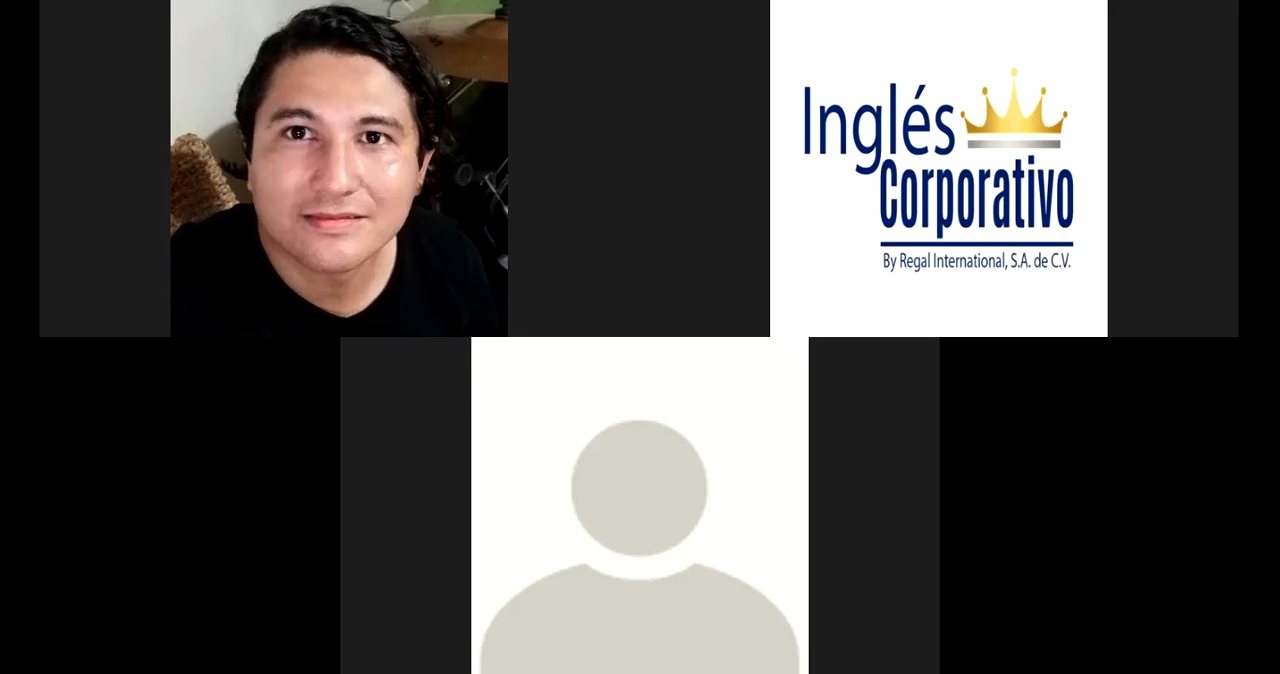 Inglés
Corporativo
By Regal International, S.A. de C.V.